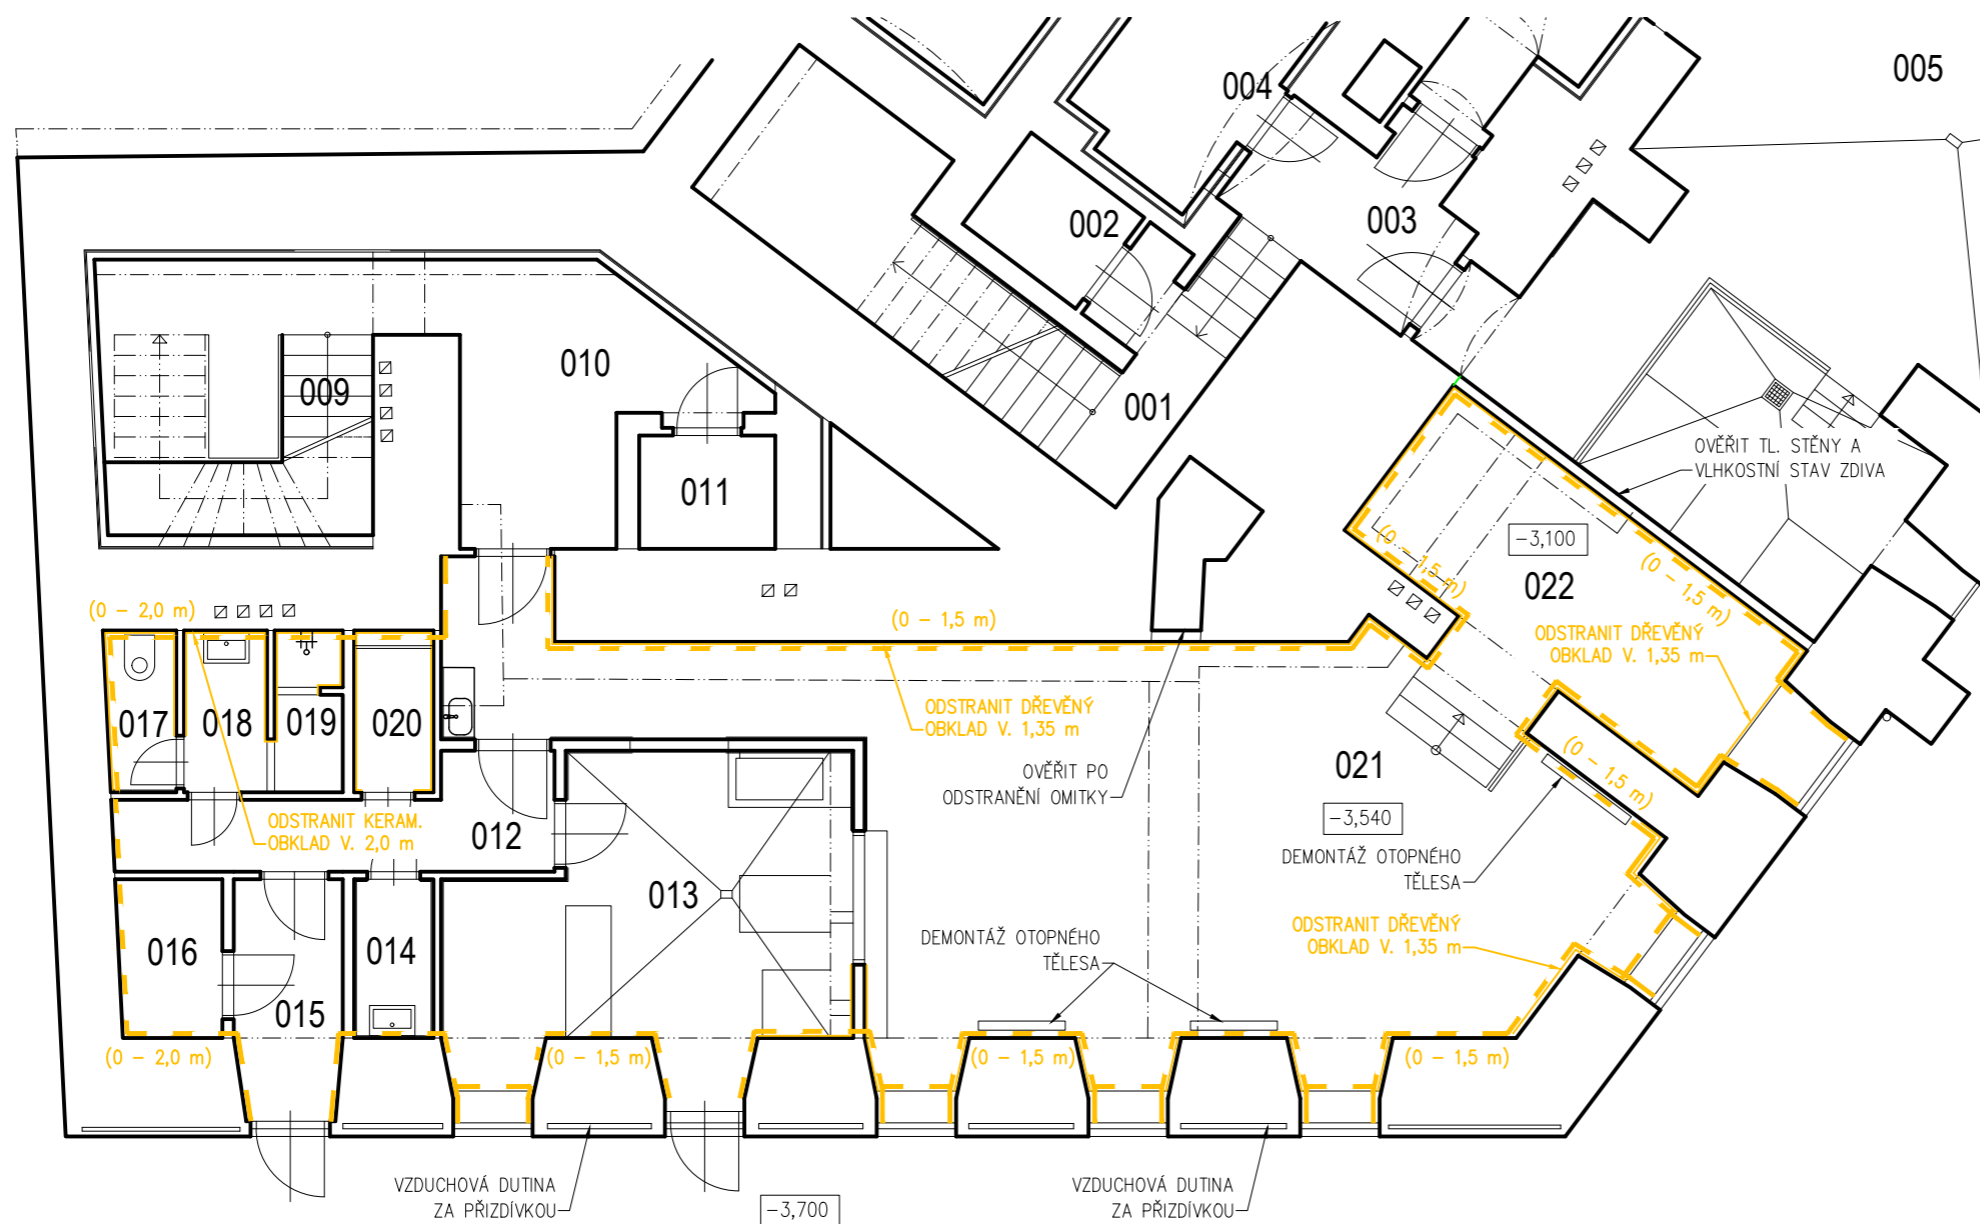 005
004
002
003
010
009
001
011
OVĚŘIT TL. STĚNY A
VLHKOSTNÍ STAV ZDIVA
-3,100
(0 - 1,5 m)
(0 - 1,5 m)
022
(0 - 2,0 m)
(0 - 1,5 m)
ODSTRANIT DŘEVĚNÝ
OBKLAD V. 1,35 m
017
018
019
020
ODSTRANIT DŘEVĚNÝ
OBKLAD V. 1,35 m
(0 - 1,5 m)
021
OVĚŘIT PO
ODSTRANĚNÍ OMITKY
-3,540
ODSTRANIT KERAM.
OBKLAD V. 2,0 m
012
DEMONTÁŽ OTOPNÉHO
TĚLESA
013
016
014
DEMONTÁŽ OTOPNÉHO
TĚLESA
ODSTRANIT DŘEVĚNÝ
OBKLAD V. 1,35 m
015
(0 - 2,0 m)
(0 - 1,5 m)
(0 - 1,5 m)
(0 - 1,5 m)
VZDUCHOVÁ DUTINA
ZA PŘIZDÍVKOU
-3,700
VZDUCHOVÁ DUTINA
ZA PŘIZDÍVKOU